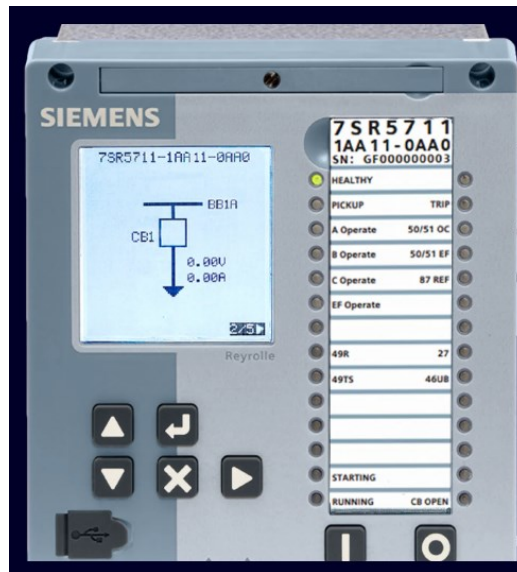 SIEMENS
7SR5711-1AA11-0AA0
BB1A
CB1
0.00V
0.00A
2/5
Reyrolle
7SR5711
1AA11-0AA0
SN: GF000000003
HEALTHY
PICKUP TRIP
A Operate 50/51 OC
B Operate 50/51 EF
C Operate 87 REF
EF Operate
49R 27
49TS 46UB
STARTING
RUNNING CB OPEN
I O